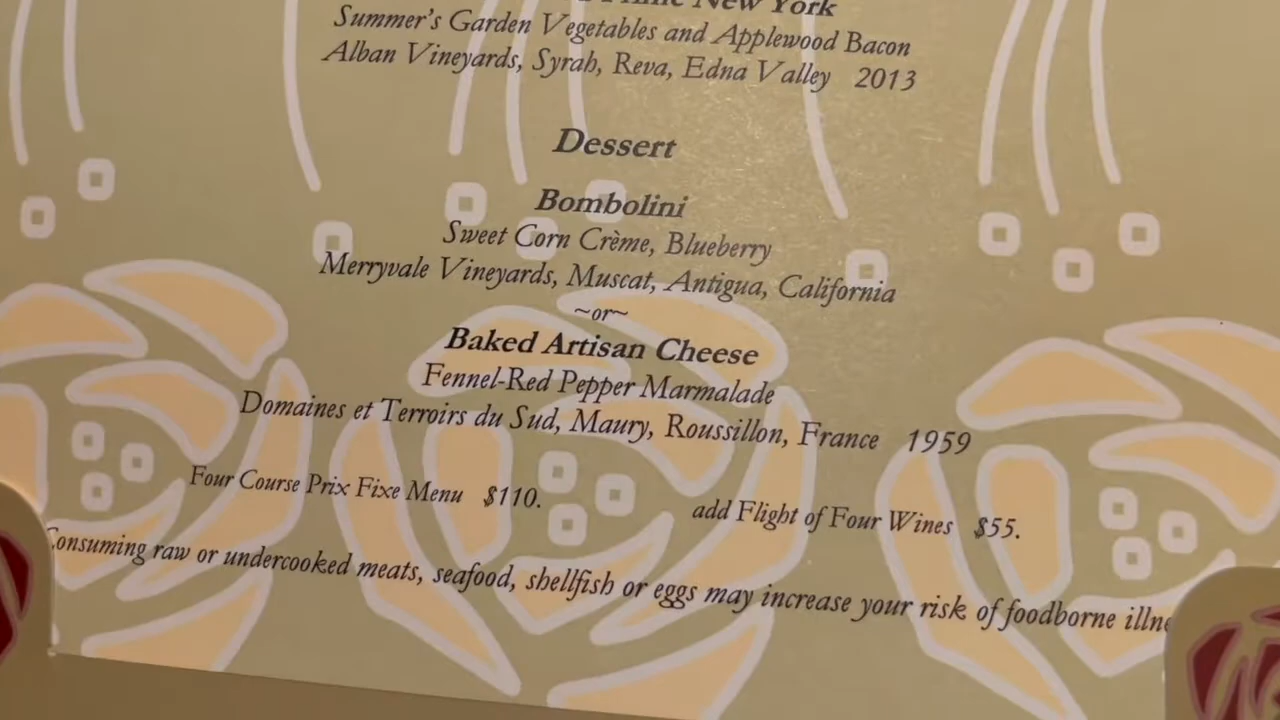 New York
Summer's Garden Vegetables and Applewood Bacon
Alban Vineyards, Syrah, Reva, Edna Valley 2013
Dessert
Bombolini
Sweet Corn Crème, Blueberry
Merryvale Vineyards, Muscat, Antigua, California
~or~
Baked Artisan Cheese
Fennel-Red Pepper Marmalade
Domaines et Terroirs du Sud, Maury, Roussillon, France 1959
Four Course Prix Fixe Menu $110.
add Flight of Four Wines $55.
Consuming raw or undercooked meats, seafood, shellfish or eggs may increase your risk of foodborne illne